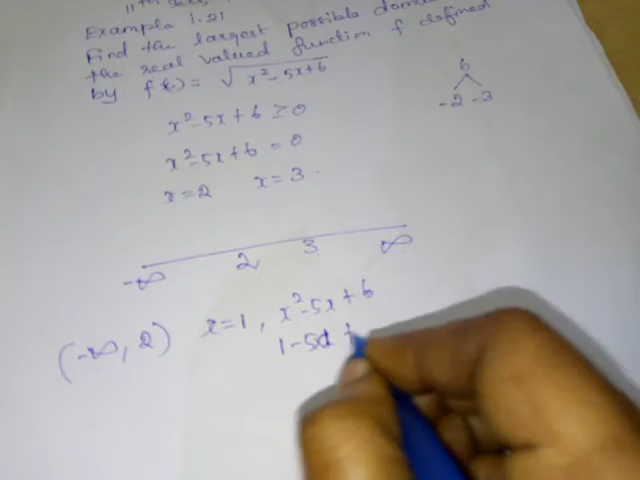 11th
Example 1.21
Find the largest possible
the real valued function f defined
by f(x) = √x²-5x+6
6
-2 -3
x²-5x+6 ≥0
x²-5x+6 = 0
x=2 x=3
-∞ 2 3 ∞
(-∞, 2) x=1, x²-5x+6
1-5